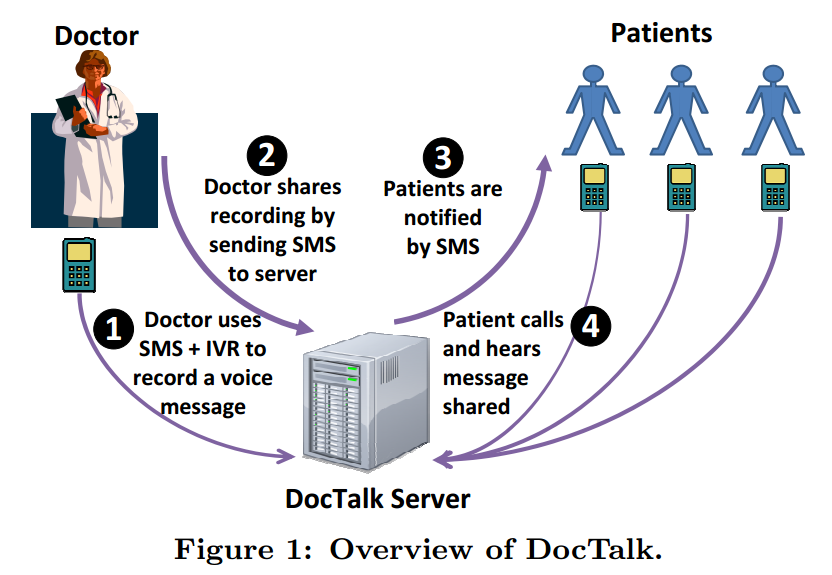 Doctor
Patients
1
Doctor uses
SMS + IVR to
record a voice
message
2
Doctor shares
recording by
sending SMS
to server
3
Patients are
notified
by SMS
4
Patient calls
and hears
message
shared
DocTalk Server
Figure 1: Overview of DocTalk.